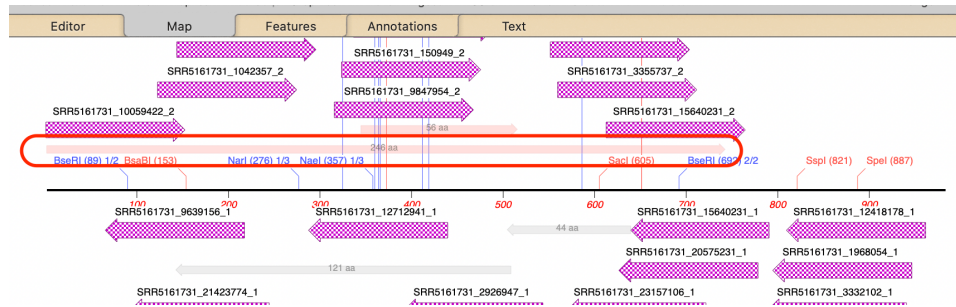 Editor Map Features Annotations Text
SRR5161731_150949_2
SRR5161731_1042357_2 SRR5161731_3355737_2
SRR5161731_9847954_2
SRR5161731_10059422_2 SRR5161731_15640231_2
56 aa
246 aa
BseRI (89) 1/2 BsaBI (153) NarI (276) 1/3 NaeI (357) 1/3 SacI (605) BseRI (692) 2/2 SspI (821) SpeI (887)
100 200 300 400 500 600 700 800 900
SRR5161731_9639156_1 SRR5161731_12712941_1 SRR5161731_15640231_1 SRR5161731_12418178_1
44 aa
SRR5161731_20575231_1 SRR5161731_1968054_1
121 aa
SRR5161731_21423774_1 SRR5161731_2926947_1 SRR5161731_23157106_1 SRR5161731_3332102_1